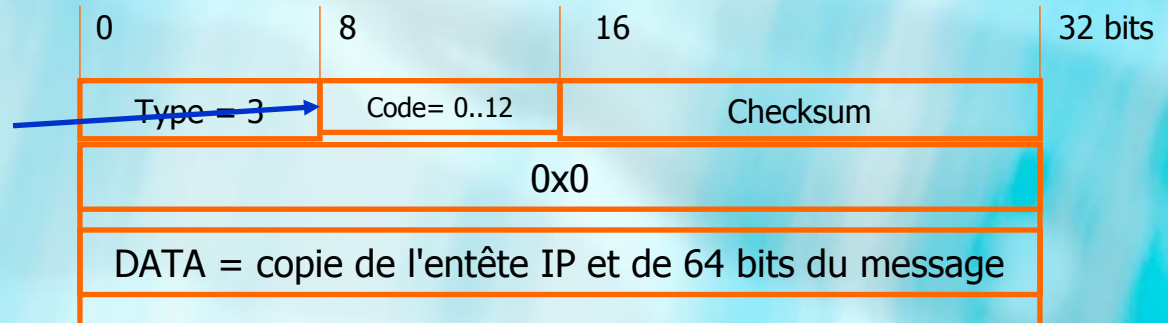 0 8 16 32 bits
Type = 3 Code= 0..12 Checksum
0x0
DATA = copie de l'entête IP et de 64 bits du message